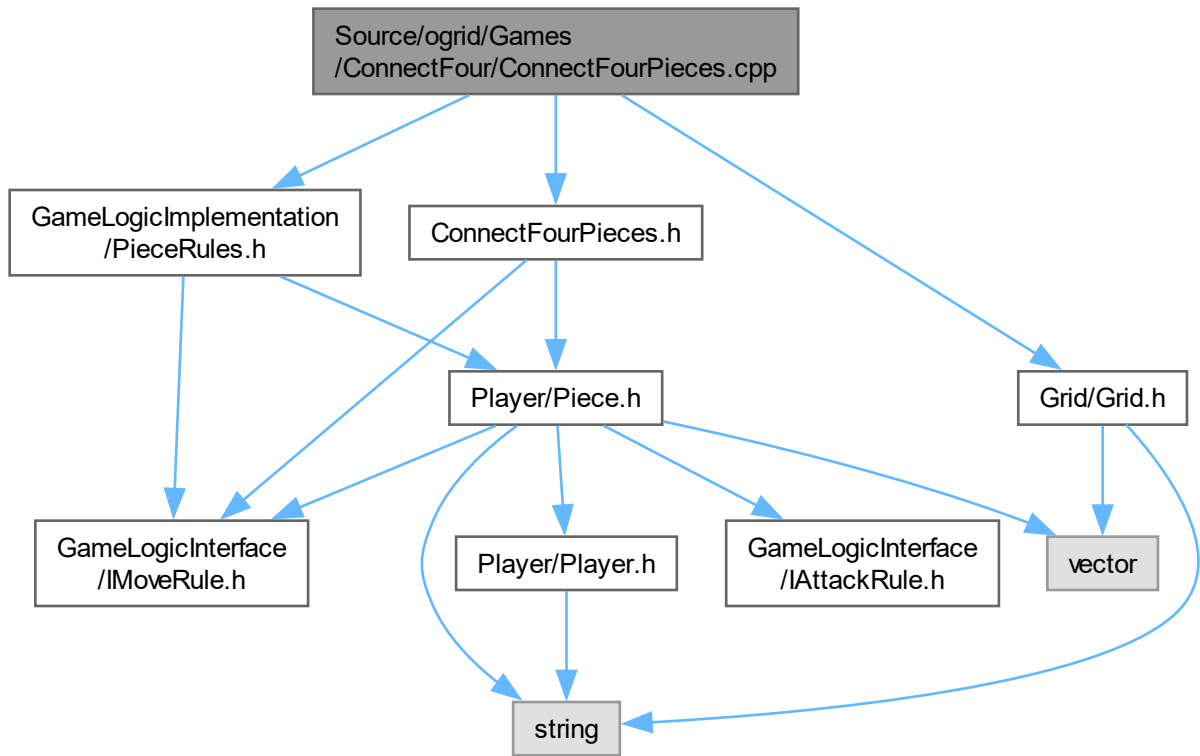 Source/ogrid/Games
/ConnectFour/ConnectFourPieces.cpp
GameLogicImplementation
/PieceRules.h
ConnectFourPieces.h
Player/Piece.h
Grid/Grid.h
GameLogicInterface
/IMoveRule.h
Player/Player.h
GameLogicInterface
/IAttackRule.h
vector
string